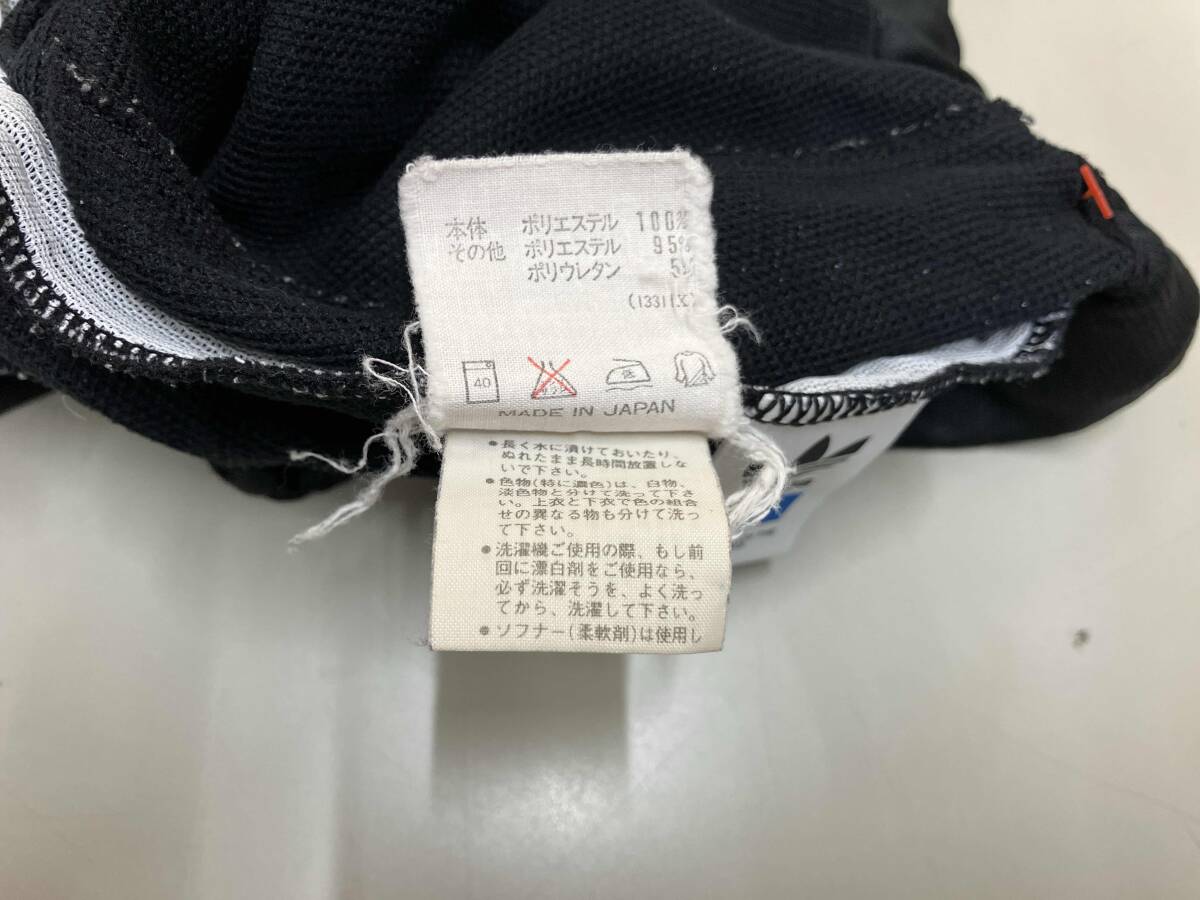 本体 ポリエステル 100%
その他 ポリエステル 95%
ポリウレタン 5%
40
低
MADE IN JAPAN
●長く水に漬けておいたり、
ぬれたまま長時間放置しな
いで下さい。
●色物(特に濃色)は、白物、
淡色物と分けて洗って下さ
い。上衣と下衣で色の組合
せの異なる物も分けて洗っ
て下さい。
●洗濯機ご使用の際、もし前
回に漂白剤をご使用なら、
必ず洗濯そうを、よく洗っ
てから、洗濯して下さい。
●ソフナー(柔軟剤)は使用し